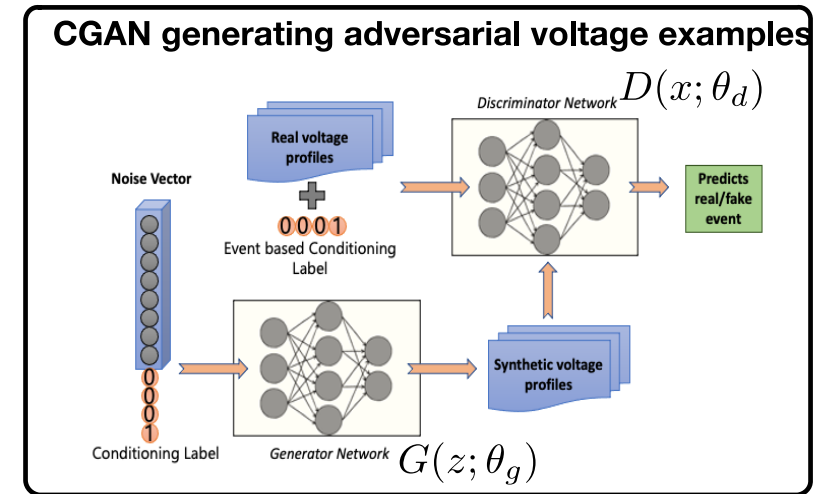 CGAN generating adversarial voltage examples
Discriminator Network
D(x; θ_d)
Real voltage
profiles
Noise Vector
Predicts
real/fake
event
0001
Event based Conditioning
Label
Synthetic voltage
profiles
0
0
0
1
Conditioning Label
Generator Network
G(z; θ_g)